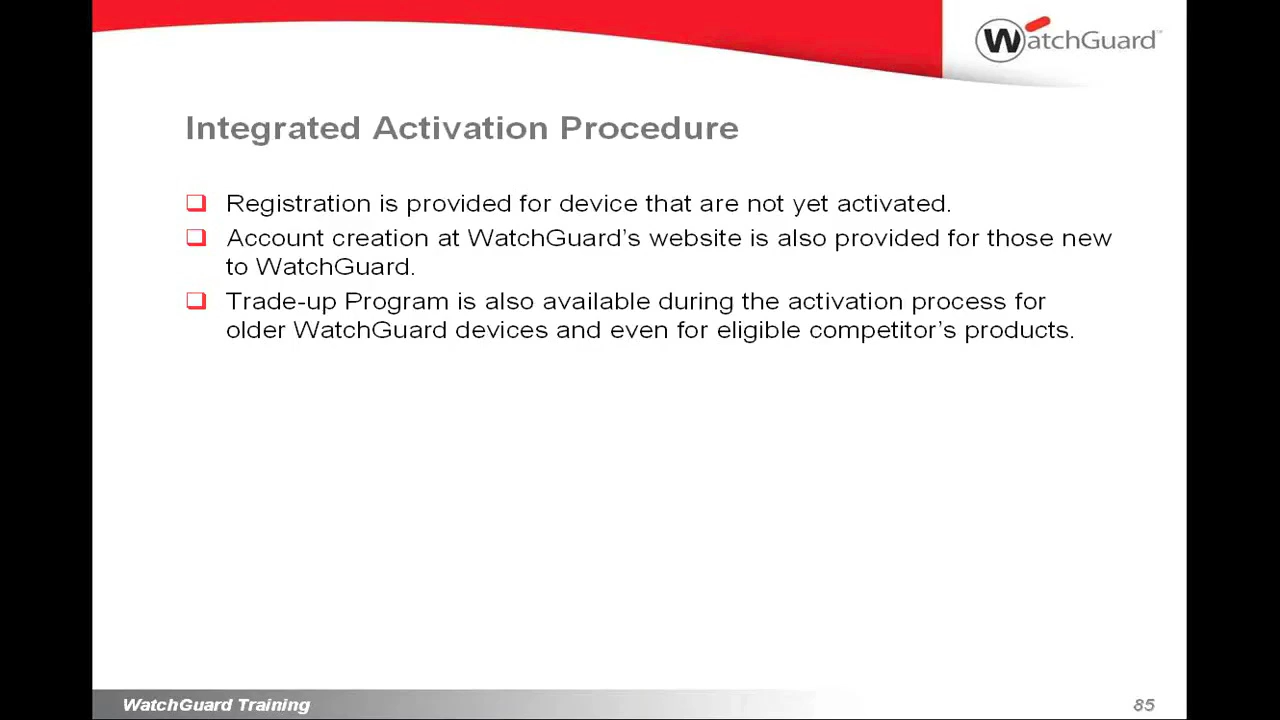 WatchGuard
Integrated Activation Procedure
Registration is provided for device that are not yet activated.
Account creation at WatchGuard’s website is also provided for those new
to WatchGuard.
Trade-up Program is also available during the activation process for
older WatchGuard devices and even for eligible competitor’s products.
WatchGuard Training
85